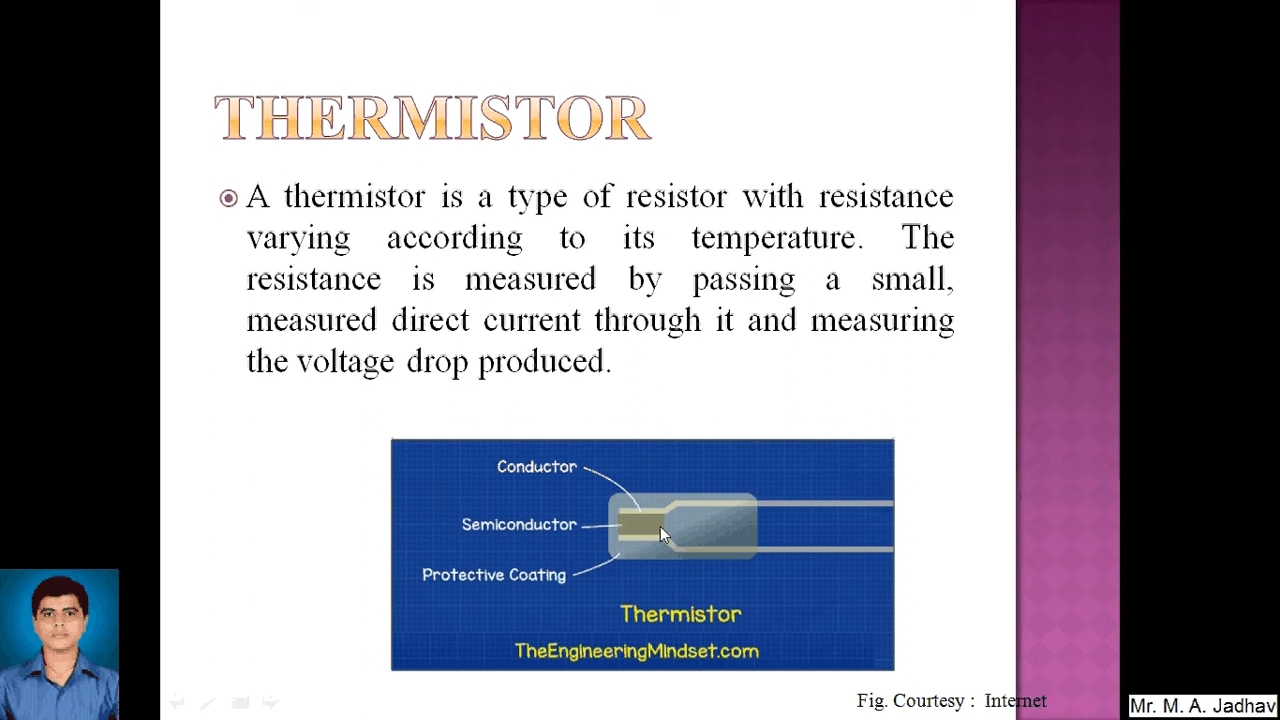 THERMISTOR
A thermistor is a type of resistor with resistance
varying according to its temperature. The
resistance is measured by passing a small,
measured direct current through it and measuring
the voltage drop produced.
Conductor
Semiconductor
Protective Coating
Thermistor
TheEngineeringMindset.com
Fig. Courtesy : Internet
Mr. M. A. Jadhav